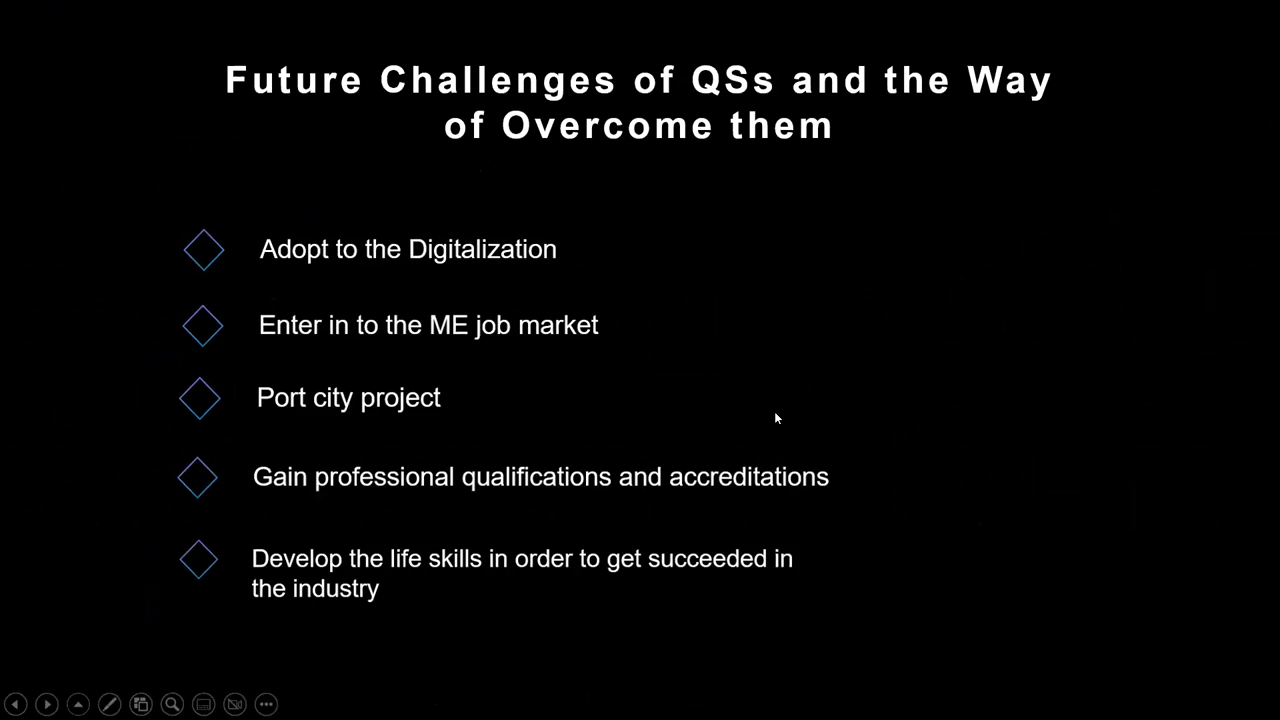 Future Challenges of QSs and the Way
of Overcome them
Adopt to the Digitalization
Enter in to the ME job market
Port city project
Gain professional qualifications and accreditations
Develop the life skills in order to get succeeded in
the industry